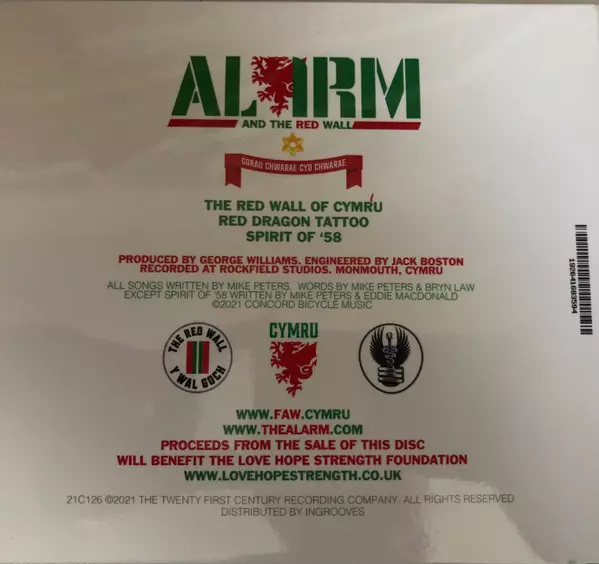 ALARM
AND THE RED WALL
GORAU CHWARAE CYD CHWARAE
THE RED WALL OF CYMRU
RED DRAGON TATTOO
SPIRIT OF '58
PRODUCED BY GEORGE WILLIAMS. ENGINEERED BY JACK BOSTON
RECORDED AT ROCKFIELD STUDIOS. MONMOUTH, CYMRU
ALL SONGS WRITTEN BY MIKE PETERS. WORDS BY MIKE PETERS & BRYN LAW
EXCEPT SPIRIT OF '58 WRITTEN BY MIKE PETERS & EDDIE MACDONALD
©2021 CONCORD BICYCLE MUSIC
THE RED WALL
Y WAL GOCH
CYMRU
WWW.FAW.CYMRU
WWW.THEALARM.COM
PROCEEDS FROM THE SALE OF THIS DISC
WILL BENEFIT THE LOVE HOPE STRENGTH FOUNDATION
WWW.LOVEHOPESTRENGTH.CO.UK
21C126 ©2021 THE TWENTY FIRST CENTURY RECORDING COMPANY. ALL RIGHTS RESERVED
DISTRIBUTED BY INGROOVES